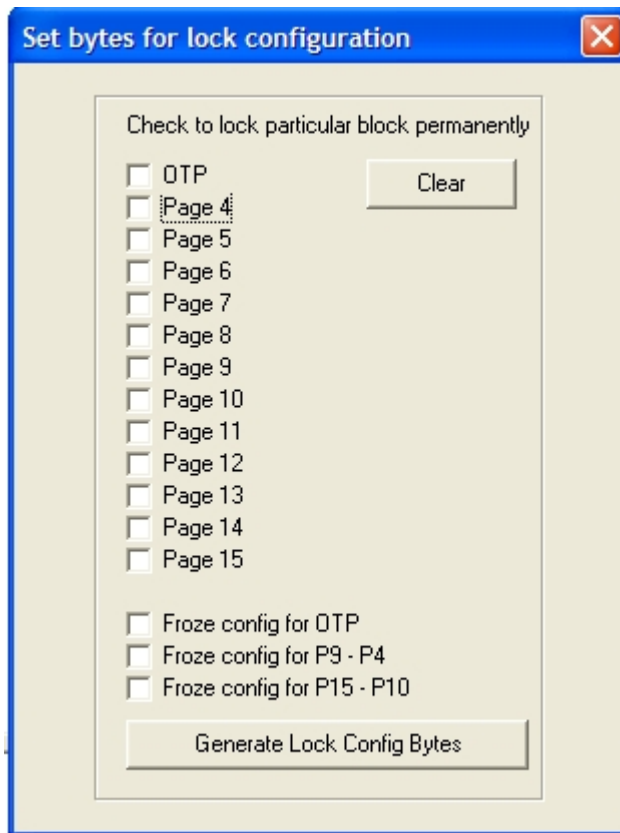 Set bytes for lock configuration
Check to lock particular block permanently
OTP
Clear
Page 4
Page 5
Page 6
Page 7
Page 8
Page 9
Page 10
Page 11
Page 12
Page 13
Page 14
Page 15
Froze config for OTP
Froze config for P9 - P4
Froze config for P15 - P10
Generate Lock Config Bytes